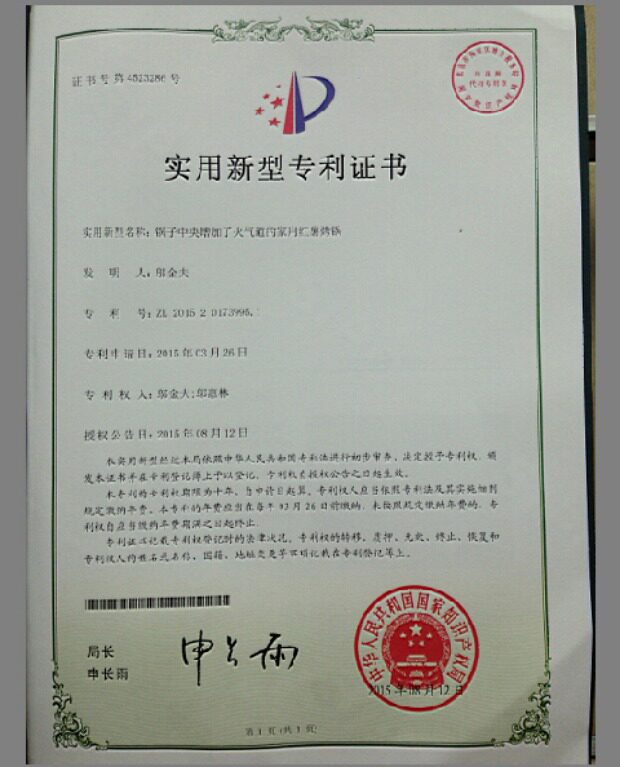 证书号第4523286号
实用新型专利证书
实用新型名称：锅子中央增加了火气道的家用红薯烤锅
发 明 人：邬金夫
专 利 号：ZL 2015 2 0173995.
专利申请日：2015年03月26日
专 利 权 人：邬金夫;邬嘉林
授权公告日：2015年08月12日
本实用新型经过本局依照中华人民共和国专利法进行初步审查，决定授予专利权，颁
发本证书并在专利登记簿上予以登记。专利权自授权公告之日起生效。
本专利的专利权期限为十年，自申请日起算。专利权人应当依照专利法及其实施细则
规定缴纳年费。本专利的年费应当在每年03月26日前缴纳。未按照规定缴纳年费的，专
利权自应当缴纳年费期满之日起终止。
专利证书记载专利权登记时的法律状况。专利权的转移、质押、无效、终止、恢复和
专利权人的姓名或名称、国籍、地址变更等事项记载在专利登记簿上。
局长
申长雨
申长雨
中华人民共和国国家知识产权局
2015年08月12日
第1页(共1页)